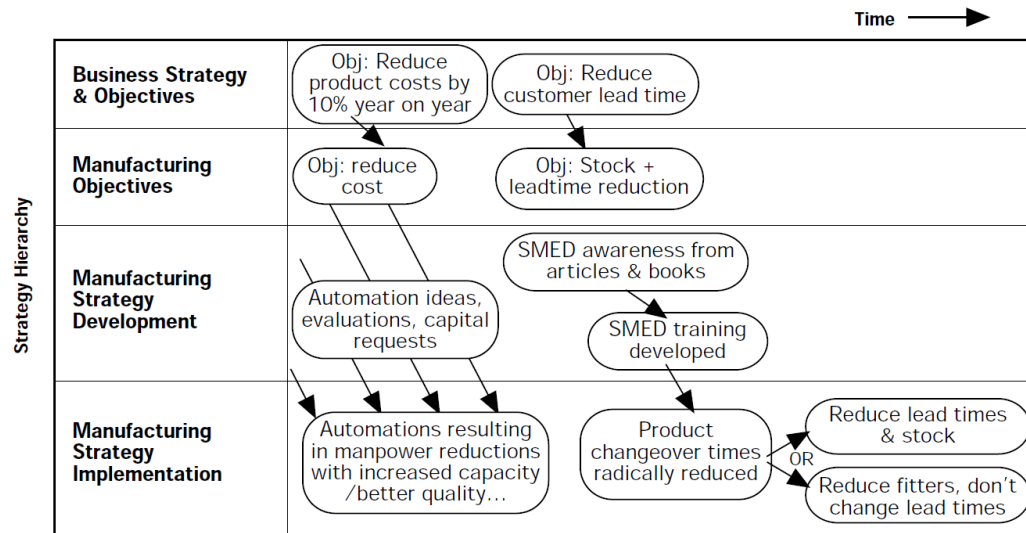 Time
Strategy Hierarchy
Business Strategy
& Objectives
Obj: Reduce
product costs by
10% year on year
Obj: Reduce
customer lead time
Manufacturing
Objectives
Obj: reduce
cost
Obj: Stock +
leadtime reduction
Manufacturing
Strategy
Development
Automation ideas,
evaluations, capital
requests
SMED awareness from
articles & books
SMED training
developed
Manufacturing
Strategy
Implementation
Automations resulting
in manpower reductions
with increased capacity
/better quality...
Product
changeover times
radically reduced
Reduce lead times
& stock
OR
Reduce fitters, don't
change lead times